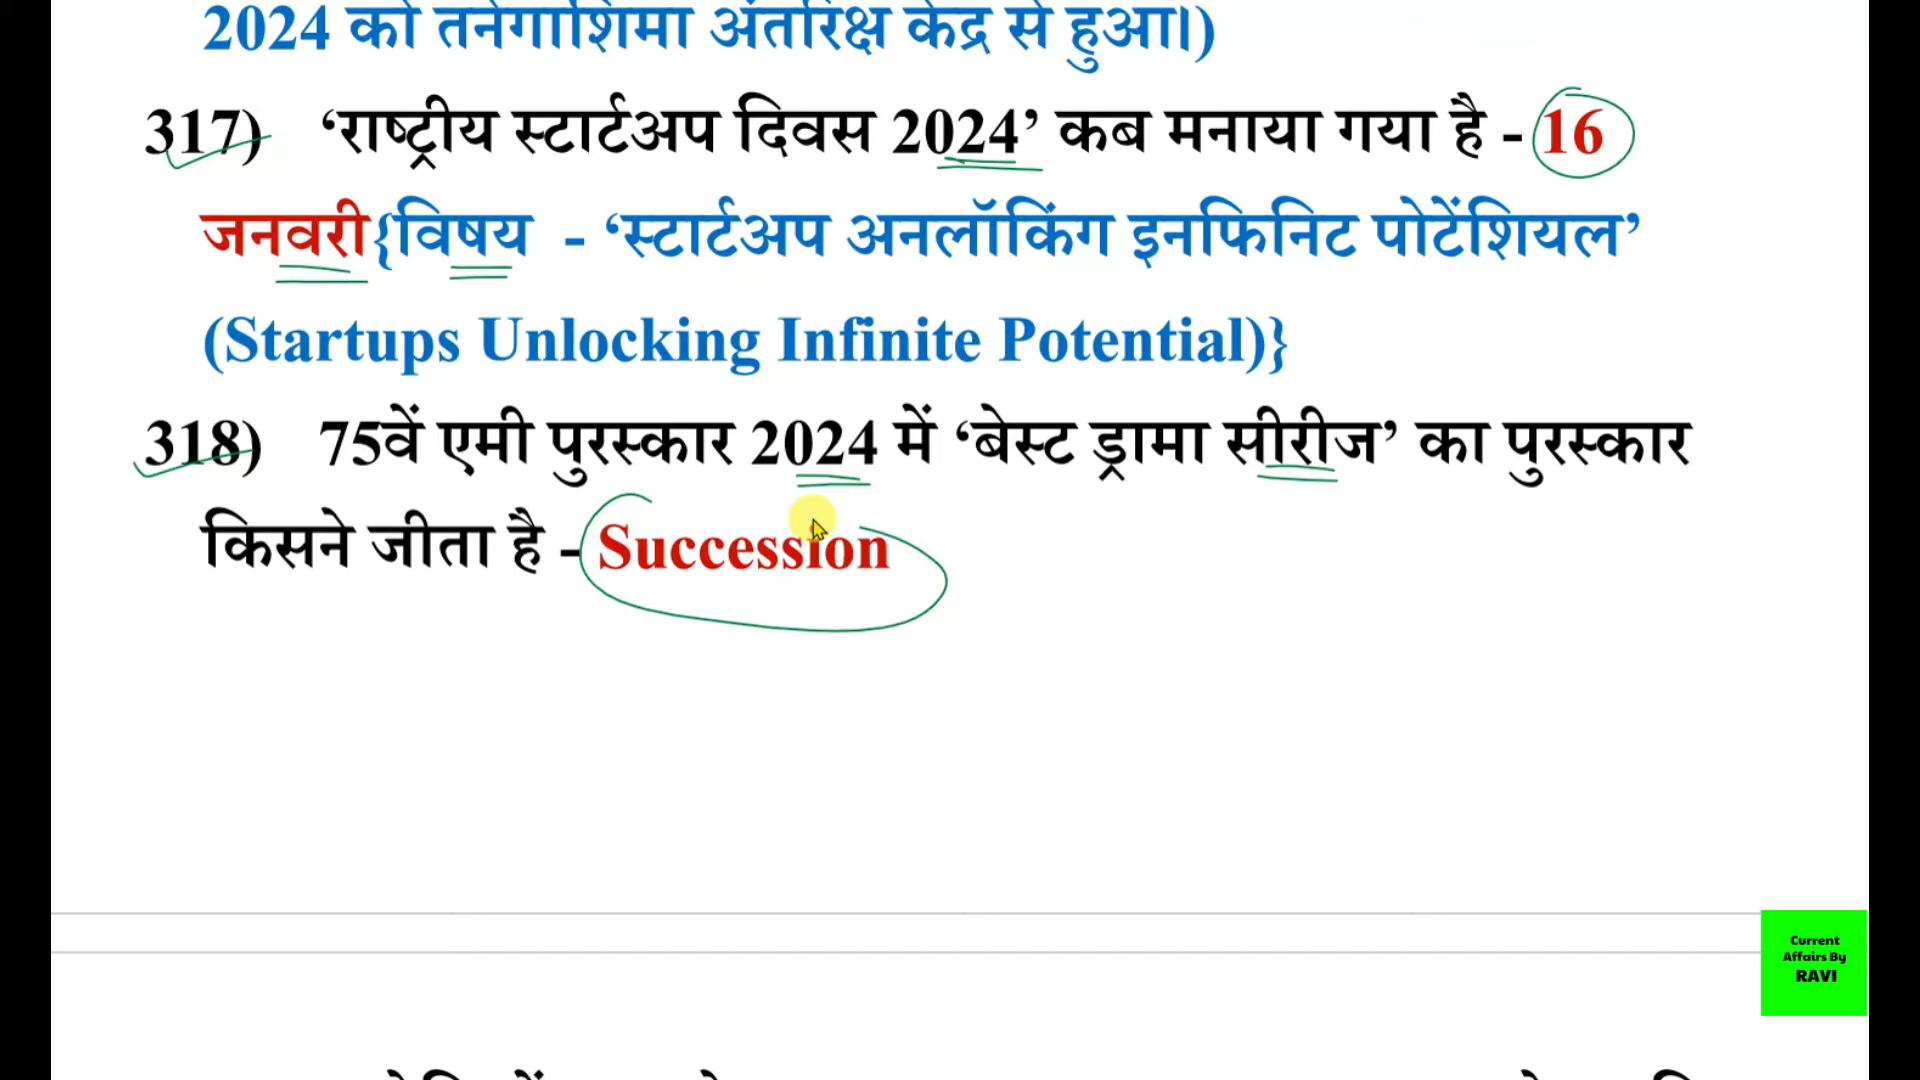 2024 को तनेगाशिमा अंतरिक्ष केंद्र से हुआ।)
317) ‘राष्ट्रीय स्टार्टअप दिवस 2024’ कब मनाया गया है - 16
जनवरी{विषय - ‘स्टार्टअप अनलॉकिंग इनफिनिट पोटेंशियल’
(Startups Unlocking Infinite Potential)}
318) 75वें एमी पुरस्कार 2024 में ‘बेस्ट ड्रामा सीरीज’ का पुरस्कार
किसने जीता है - Succession
Current
Affairs By
RAVI